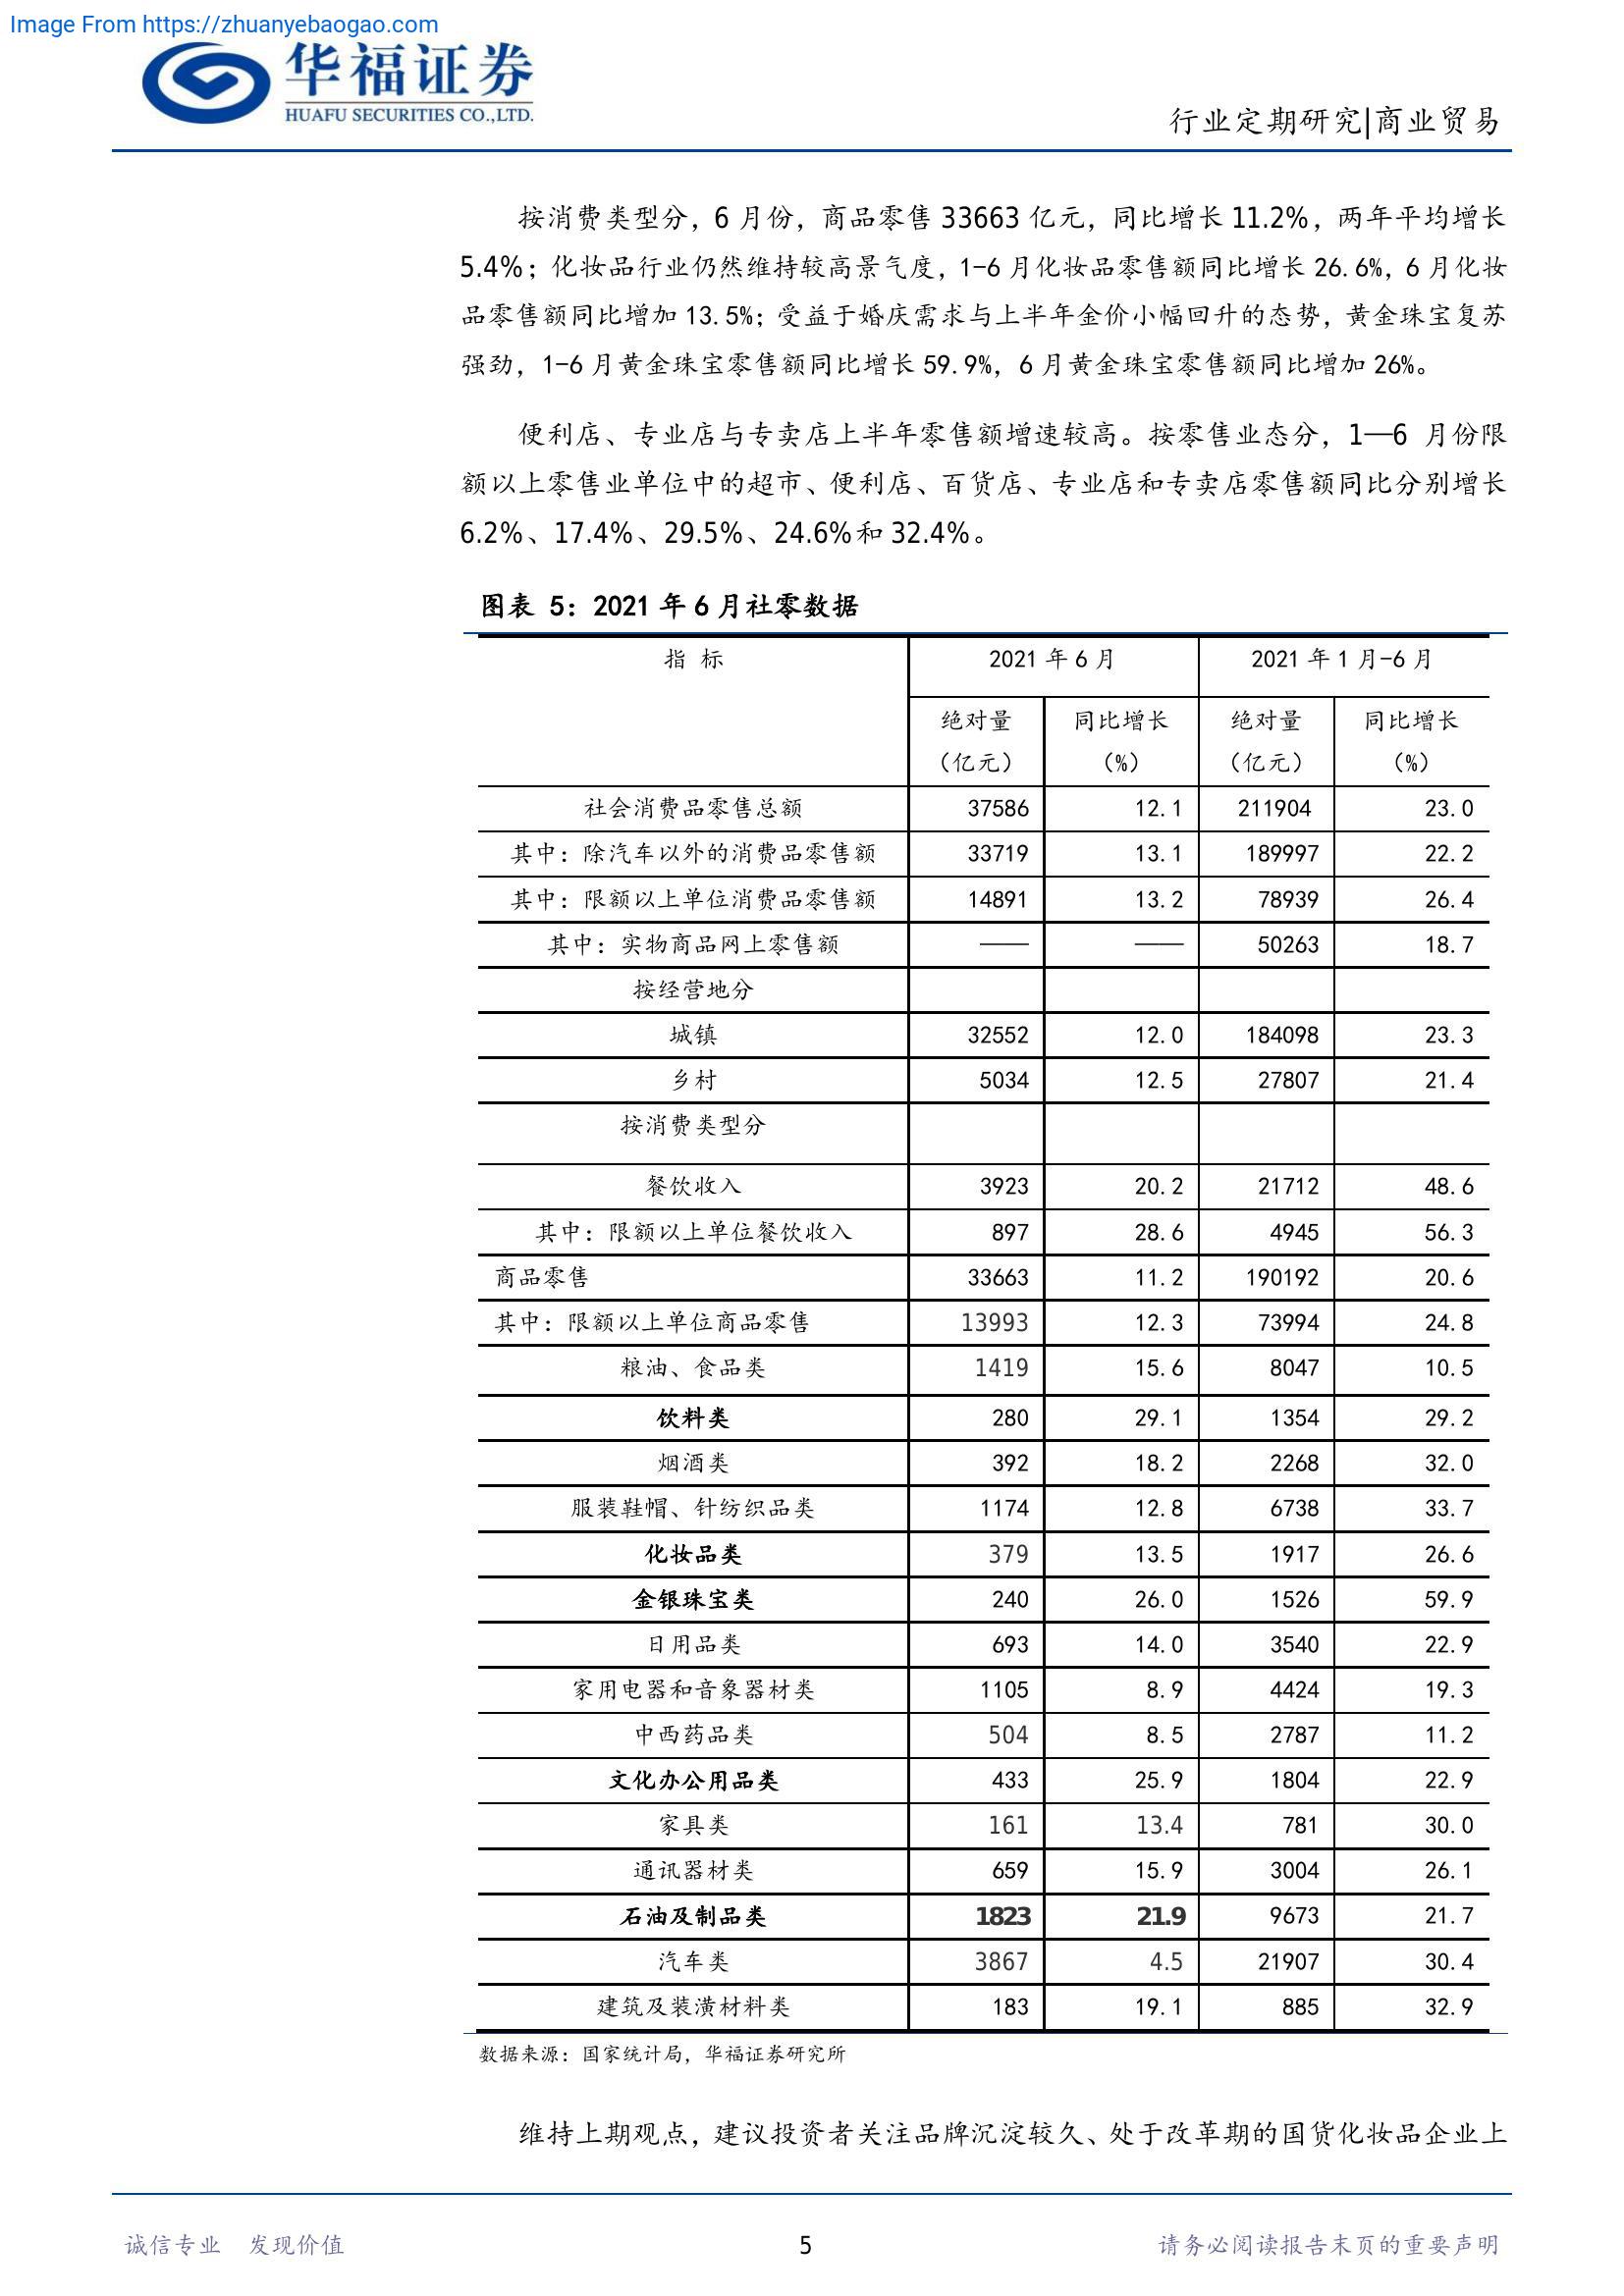 Image From https://zhuanyebaogao.com
华福证券
HUAFU SECURITIES CO.,LTD.
行业定期研究|商业贸易
按消费类型分，6 月份，商品零售 33663 亿元，同比增长 11.2%，两年平均增长
5.4%；化妆品行业仍然维持较高景气度，1-6 月化妆品零售额同比增长 26.6%，6 月化妆
品零售额同比增加 13.5%；受益于婚庆需求与上半年金价小幅回升的态势，黄金珠宝复苏
强劲，1-6 月黄金珠宝零售额同比增长 59.9%，6 月黄金珠宝零售额同比增加 26%。
便利店、专业店与专卖店上半年零售额增速较高。按零售业态分，1—6 月份限
额以上零售业单位中的超市、便利店、百货店、专业店和专卖店零售额同比分别增长
6.2%、17.4%、29.5%、24.6%和 32.4%。
图表 5：2021 年 6 月社零数据
指 标 2021 年 6 月 2021 年 1 月-6 月
绝对量 同比增长 绝对量 同比增长
（亿元） （%） （亿元） （%）
社会消费品零售总额 37586 12.1 211904 23.0
其中：除汽车以外的消费品零售额 33719 13.1 189997 22.2
其中：限额以上单位消费品零售额 14891 13.2 78939 26.4
其中：实物商品网上零售额 —— —— 50263 18.7
按经营地分
城镇 32552 12.0 184098 23.3
乡村 5034 12.5 27807 21.4
按消费类型分
餐饮收入 3923 20.2 21712 48.6
其中：限额以上单位餐饮收入 897 28.6 4945 56.3
商品零售 33663 11.2 190192 20.6
其中：限额以上单位商品零售 13993 12.3 73994 24.8
粮油、食品类 1419 15.6 8047 10.5
饮料类 280 29.1 1354 29.2
烟酒类 392 18.2 2268 32.0
服装鞋帽、针纺织品类 1174 12.8 6738 33.7
化妆品类 379 13.5 1917 26.6
金银珠宝类 240 26.0 1526 59.9
日用品类 693 14.0 3540 22.9
家用电器和音象器材类 1105 8.9 4424 19.3
中西药品类 504 8.5 2787 11.2
文化办公用品类 433 25.9 1804 22.9
家具类 161 13.4 781 30.0
通讯器材类 659 15.9 3004 26.1
石油及制品类 1823 21.9 9673 21.7
汽车类 3867 4.5 21907 30.4
建筑及装潢材料类 183 19.1 885 32.9
数据来源：国家统计局，华福证券研究所
维持上期观点，建议投资者关注品牌沉淀较久、处于改革期的国货化妆品企业上
诚信专业 发现价值 5 请务必阅读报告末页的重要声明